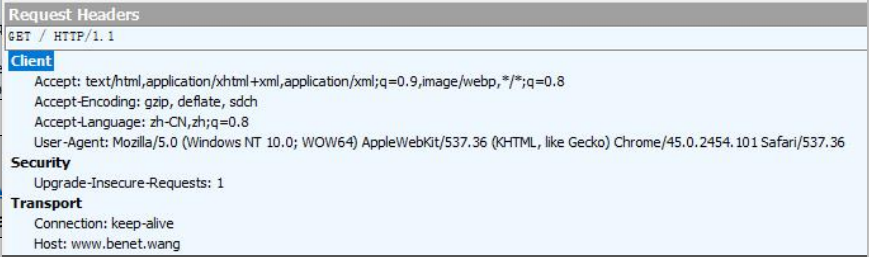 Request Headers
GET / HTTP/1.1
Client
Accept: text/html,application/xhtml+xml,application/xml;q=0.9,image/webp,*/*;q=0.8
Accept-Encoding: gzip, deflate, sdch
Accept-Language: zh-CN,zh;q=0.8
User-Agent: Mozilla/5.0 (Windows NT 10.0; WOW64) AppleWebKit/537.36 (KHTML, like Gecko) Chrome/45.0.2454.101 Safari/537.36
Security
Upgrade-Insecure-Requests: 1
Transport
Connection: keep-alive
Host: www.benet.wang